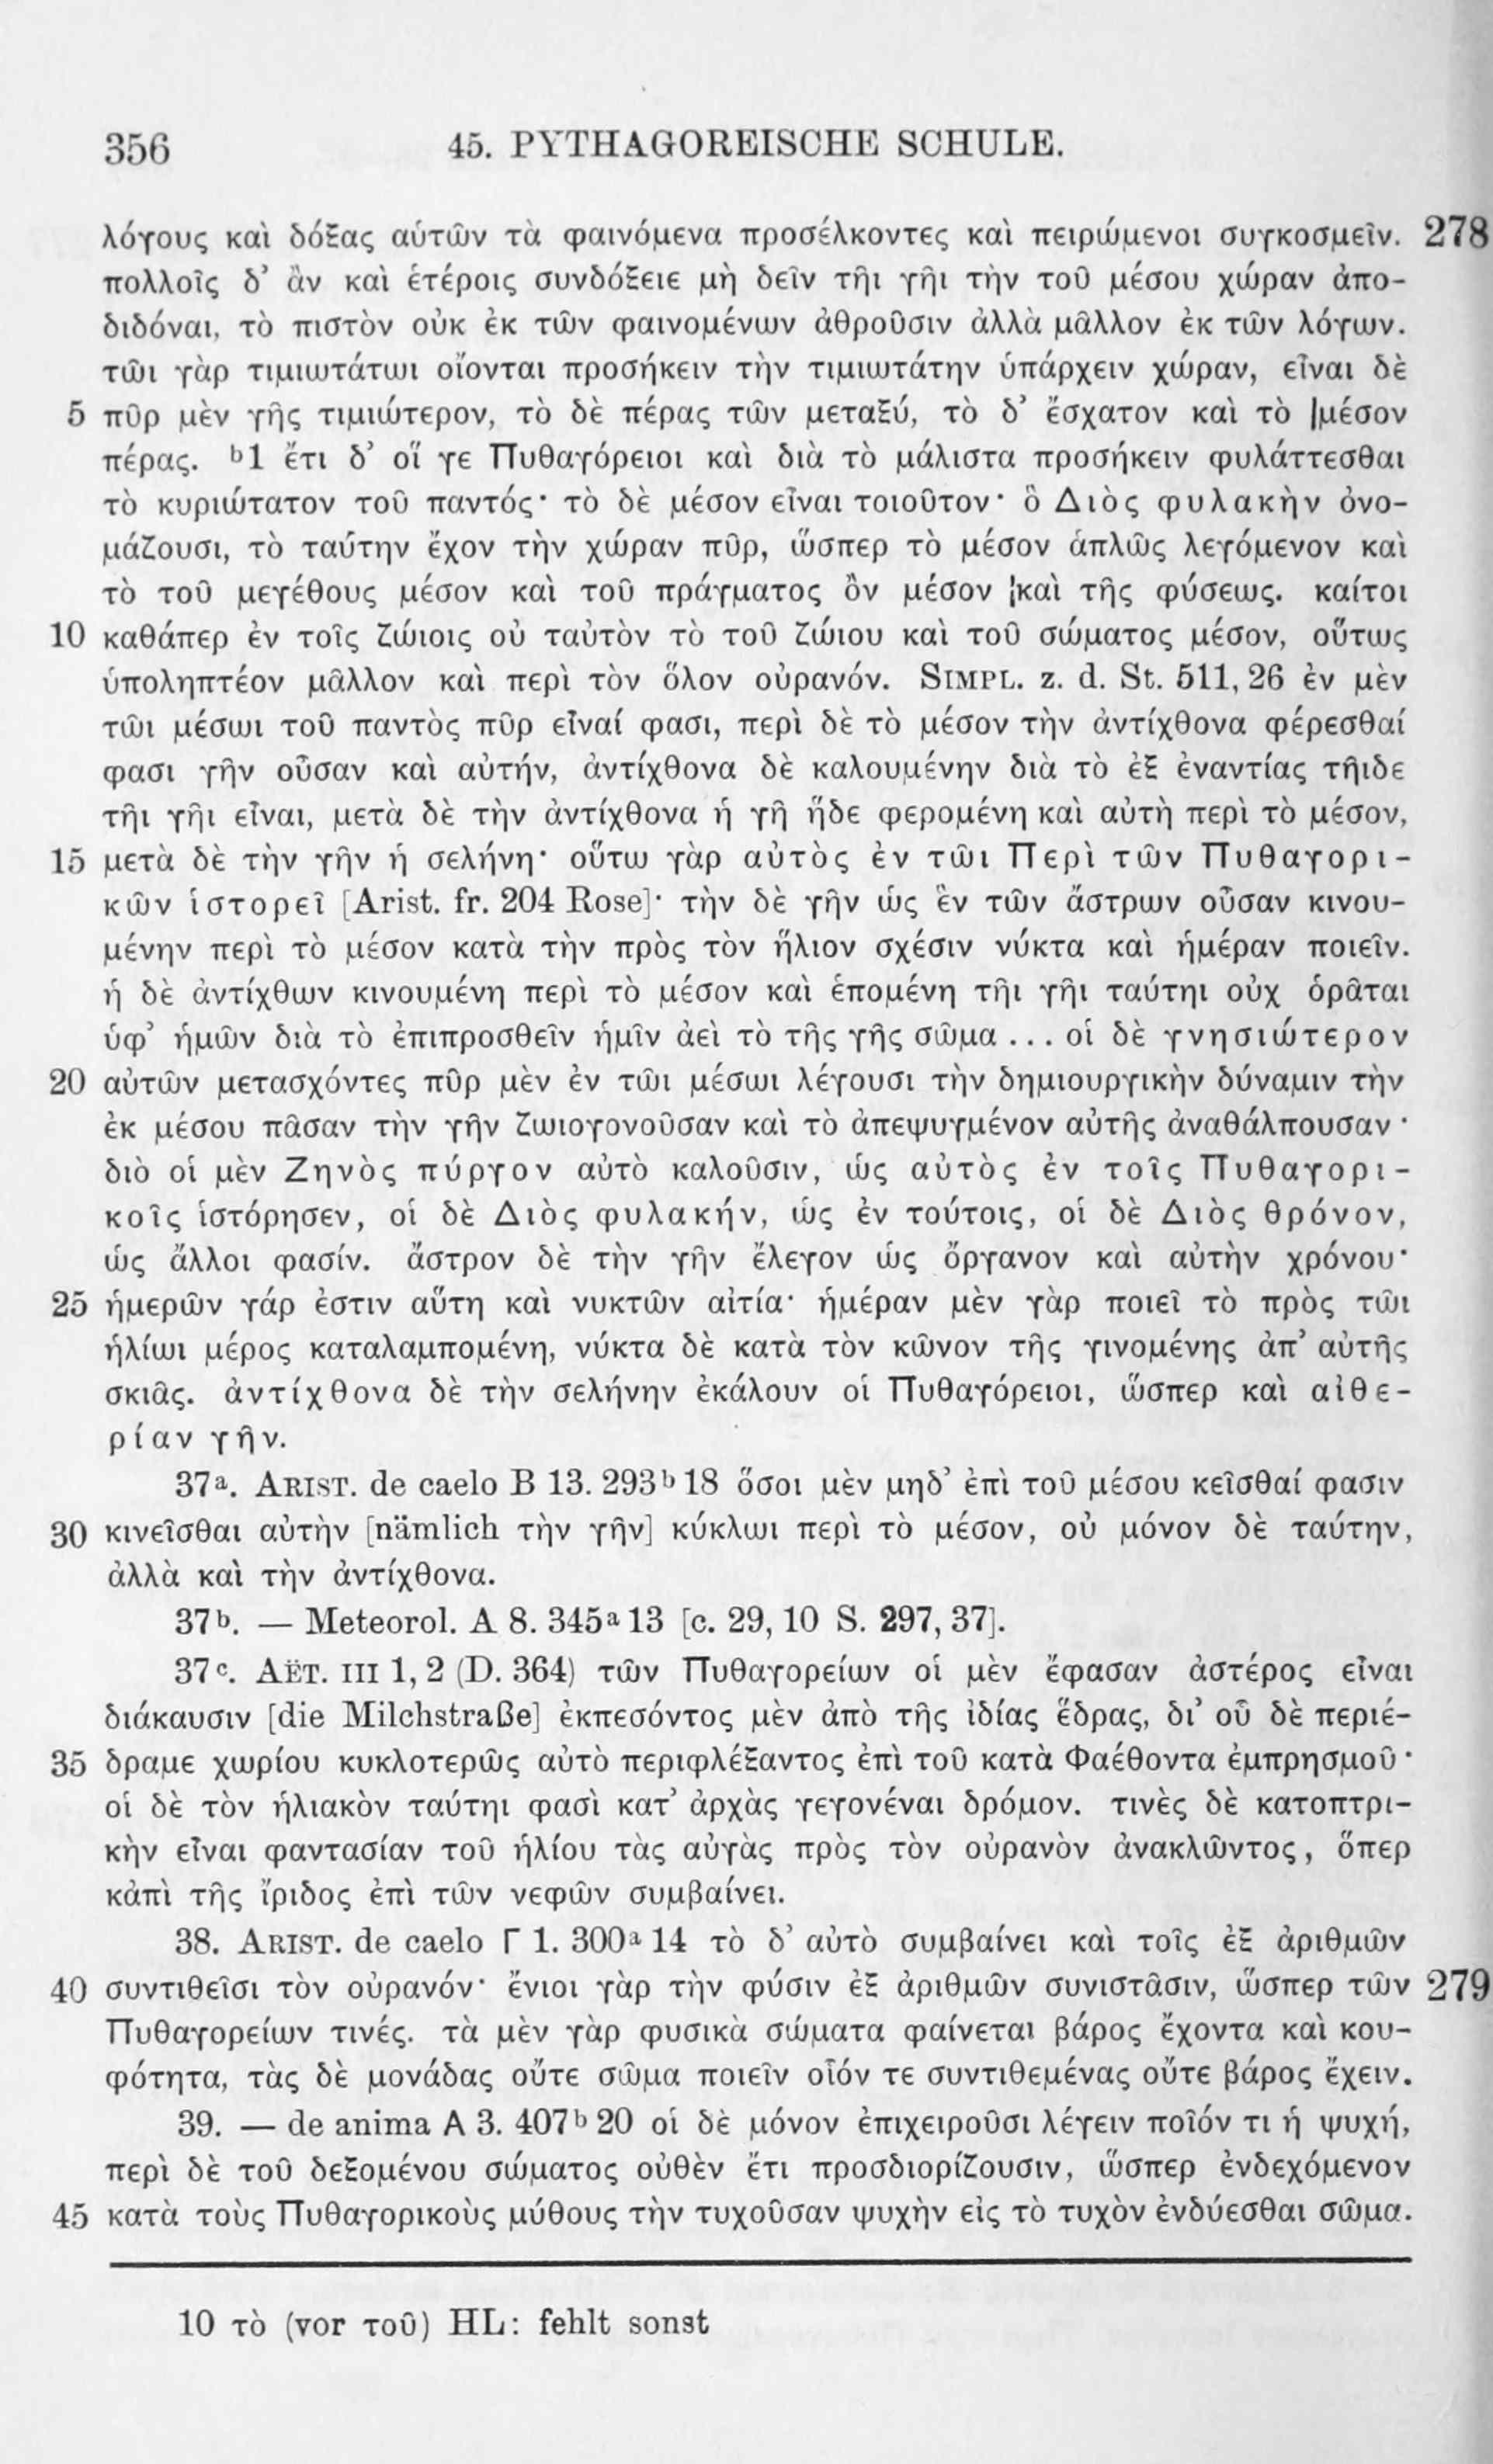 356 45. PYTHAGOREISCHE SCHULE.
λόγους καὶ δόξας αὑτῶν τὰ φαινόμενα προσέλκοντες καὶ πειρώμενοι συγκοσμεῖν. 278
πολλοῖς δ’ ἂν καὶ ἑτέροις συνδόξειε μὴ δεῖν τῆι γῆι τὴν τοῦ μέσου χώραν ἀπο-
διδόναι, τὸ πιστὸν οὐκ ἐκ τῶν φαινομένων ἀθροῦσιν ἀλλὰ μᾶλλον ἐκ τῶν λόγων.
τῶι γὰρ τιμιωτάτωι οἴονται προσήκειν τὴν τιμιωτάτην ὑπάρχειν χώραν, εἶναι δὲ
5 πῦρ μὲν γῆς τιμιώτερον, τὸ δὲ πέρας τῶν μεταξύ, τὸ δ’ ἔσχατον καὶ τὸ |μέσον
πέρας. b1 ἔτι δ’ οἵ γε Πυθαγόρειοι καὶ διὰ τὸ μάλιστα προσήκειν φυλάττεσθαι
τὸ κυριώτατον τοῦ παντός· τὸ δὲ μέσον εἶναι τοιοῦτον· ὃ Διὸς φυλακὴν ὀνο-
μάζουσι, τὸ ταύτην ἔχον τὴν χώραν πῦρ, ὥσπερ τὸ μέσον ἁπλῶς λεγόμενον καὶ
τὸ τοῦ μεγέθους μέσον καὶ τοῦ πράγματος ὂν μέσον |καὶ τῆς φύσεως. καίτοι
10 καθάπερ ἐν τοῖς ζώιοις οὐ ταὐτὸν τὸ τοῦ ζώιου καὶ τοῦ σώματος μέσον, οὕτως
ὑποληπτέον μᾶλλον καὶ περὶ τὸν ὅλον οὐρανόν. SIMPL. z. d. St. 511, 26 ἐν μὲν
τῶι μέσωι τοῦ παντὸς πῦρ εἶναί φασι, περὶ δὲ τὸ μέσον τὴν ἀντίχθονα φέρεσθαί
φασι γῆν οὖσαν καὶ αὐτήν, ἀντίχθονα δὲ καλουμένην διὰ τὸ ἐξ ἐναντίας τῆιδε
τῆι γῆι εἶναι, μετὰ δὲ τὴν ἀντίχθονα ἡ γῆ ἥδε φερομένη καὶ αὐτὴ περὶ τὸ μέσον,
15 μετὰ δὲ τὴν γῆν ἡ σελήνη· οὕτω γὰρ αὐτὸς ἐν τῶι Περὶ τῶν Πυθαγορι-
κῶν ἱστορεῖ [Arist. fr. 204 Rose]· τὴν δὲ γῆν ὡς ἓν τῶν ἄστρων οὖσαν κινου-
μένην περὶ τὸ μέσον κατὰ τὴν πρὸς τὸν ἥλιον σχέσιν νύκτα καὶ ἡμέραν ποιεῖν.
ἡ δὲ ἀντίχθων κινουμένη περὶ τὸ μέσον καὶ ἑπομένη τῆι γῆι ταύτηι οὐχ ὁρᾶται
ὑφ’ ἡμῶν διὰ τὸ ἐπιπροσθεῖν ἡμῖν ἀεὶ τὸ τῆς γῆς σῶμα ... οἱ δὲ γνησιώτερον
20 αὐτῶν μετασχόντες πῦρ μὲν ἐν τῶι μέσωι λέγουσι τὴν δημιουργικὴν δύναμιν τὴν
ἐκ μέσου πᾶσαν τὴν γῆν ζωιογονοῦσαν καὶ τὸ ἀπεψυγμένον αὐτῆς ἀναθάλπουσαν·
διὸ οἱ μὲν Ζηνὸς πύργον αὐτὸ καλοῦσιν, ὡς αὐτὸς ἐν τοῖς Πυθαγορι-
κοῖς ἱστόρησεν, οἱ δὲ Διὸς φυλακήν, ὡς ἐν τούτοις, οἱ δὲ Διὸς θρόνον,
ὡς ἄλλοι φασίν. ἄστρον δὲ τὴν γῆν ἔλεγον ὡς ὄργανον καὶ αὐτὴν χρόνου·
25 ἡμερῶν γάρ ἐστιν αὕτη καὶ νυκτῶν αἰτία· ἡμέραν μὲν γὰρ ποιεῖ τὸ πρὸς τῶι
ἡλίωι μέρος καταλαμπομένη, νύκτα δὲ κατὰ τὸν κῶνον τῆς γινομένης ἀπ’ αὐτῆς
σκιᾶς. ἀντίχθονα δὲ τὴν σελήνην ἐκάλουν οἱ Πυθαγόρειοι, ὥσπερ καὶ αἰθε-
ρίαν γῆν.
37a. ARIST. de caelo B 13. 293b 18 ὅσοι μὲν μηδ’ ἐπὶ τοῦ μέσου κεῖσθαί φασιν
30 κινεῖσθαι αὐτὴν [nämlich τὴν γῆν] κύκλωι περὶ τὸ μέσον, οὐ μόνον δὲ ταύτην,
ἀλλὰ καὶ τὴν ἀντίχθονα.
37b. — Meteorol. A 8. 345a 13 [c. 29, 10 S. 297, 37].
37c. AËT. III 1, 2 (D. 364) τῶν Πυθαγορείων οἱ μὲν ἔφασαν ἀστέρος εἶναι
διάκαυσιν [die Milchstraße] ἐκπεσόντος μὲν ἀπὸ τῆς ἰδίας ἕδρας, δι’ οὗ δὲ περιέ-
35 δραμε χωρίου κυκλοτερῶς αὐτὸ περιφλέξαντος ἐπὶ τοῦ κατὰ Φαέθοντα ἐμπρησμοῦ·
οἱ δὲ τὸν ἡλιακὸν ταύτηι φασὶ κατ’ ἀρχὰς γεγονέναι δρόμον. τινὲς δὲ κατοπτρι-
κὴν εἶναι φαντασίαν τοῦ ἡλίου τὰς αὐγὰς πρὸς τὸν οὐρανὸν ἀνακλῶντος, ὅπερ
κἀπὶ τῆς ἴριδος ἐπὶ τῶν νεφῶν συμβαίνει.
38. ARIST. de caelo Γ 1. 300a 14 τὸ δ’ αὐτὸ συμβαίνει καὶ τοῖς ἐξ ἀριθμῶν
40 συντιθεῖσι τὸν οὐρανόν· ἔνιοι γὰρ τὴν φύσιν ἐξ ἀριθμῶν συνιστᾶσιν, ὥσπερ τῶν 279
Πυθαγορείων τινές. τὰ μὲν γὰρ φυσικὰ σώματα φαίνεται βάρος ἔχοντα καὶ κου-
φότητα, τὰς δὲ μονάδας οὔτε σῶμα ποιεῖν οἷόν τε συντιθεμένας οὔτε βάρος ἔχειν.
39. — de anima A 3. 407b 20 οἱ δὲ μόνον ἐπιχειροῦσι λέγειν ποῖόν τι ἡ ψυχή,
περὶ δὲ τοῦ δεξομένου σώματος οὐθὲν ἔτι προσδιορίζουσιν, ὥσπερ ἐνδεχόμενον
45 κατὰ τοὺς Πυθαγορικοὺς μύθους τὴν τυχοῦσαν ψυχὴν εἰς τὸ τυχὸν ἐνδύεσθαι σῶμα.
10 τὸ (vor τοῦ) HL: fehlt sonst